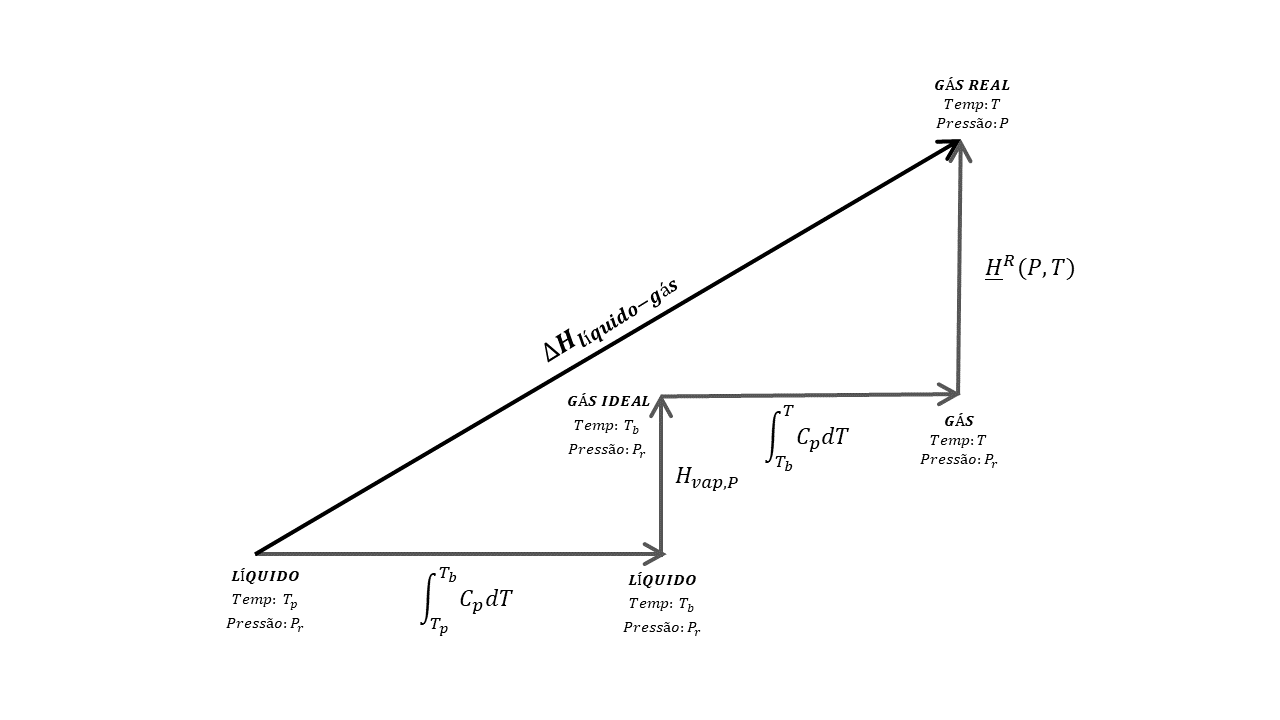 GÁS REAL
Temp: T
Pressão: P
H̲ᴿ(P, T)
ΔH líquido−gás
GÁS IDEAL
Temp: T_b
Pressão: P_r
∫_{T_b}^{T} C_p dT
GÁS
Temp: T
Pressão: P_r
H_{vap,P}
LÍQUIDO
Temp: T_p
Pressão: P_r
∫_{T_p}^{T_b} C_p dT
LÍQUIDO
Temp: T_b
Pressão: P_r